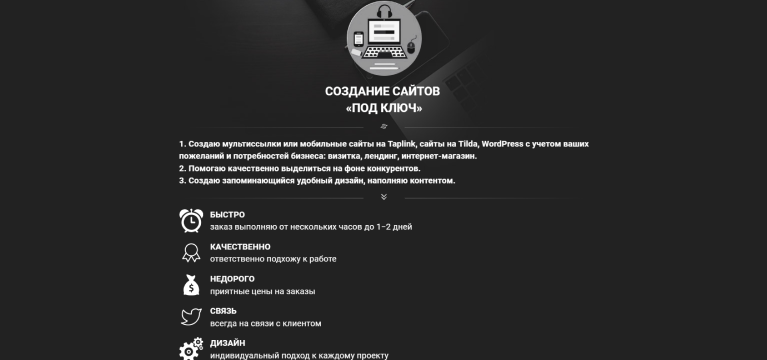 СОЗДАНИЕ САЙТОВ
«ПОД КЛЮЧ»
1. Создаю мультиссылки или мобильные сайты на Taplink, сайты на Tilda, WordPress с учетом ваших
пожеланий и потребностей бизнеса: визитка, лендинг, интернет-магазин.
2. Помогаю качественно выделиться на фоне конкурентов.
3. Создаю запоминающийся удобный дизайн, наполняю контентом.
БЫСТРО
заказ выполняю от нескольких часов до 1-2 дней
КАЧЕСТВЕННО
ответственно подхожу к работе
НЕДОРОГО
приятные цены на заказы
СВЯЗЬ
всегда на связи с клиентом
ДИЗАЙН
индивидуальный подход к каждому проекту